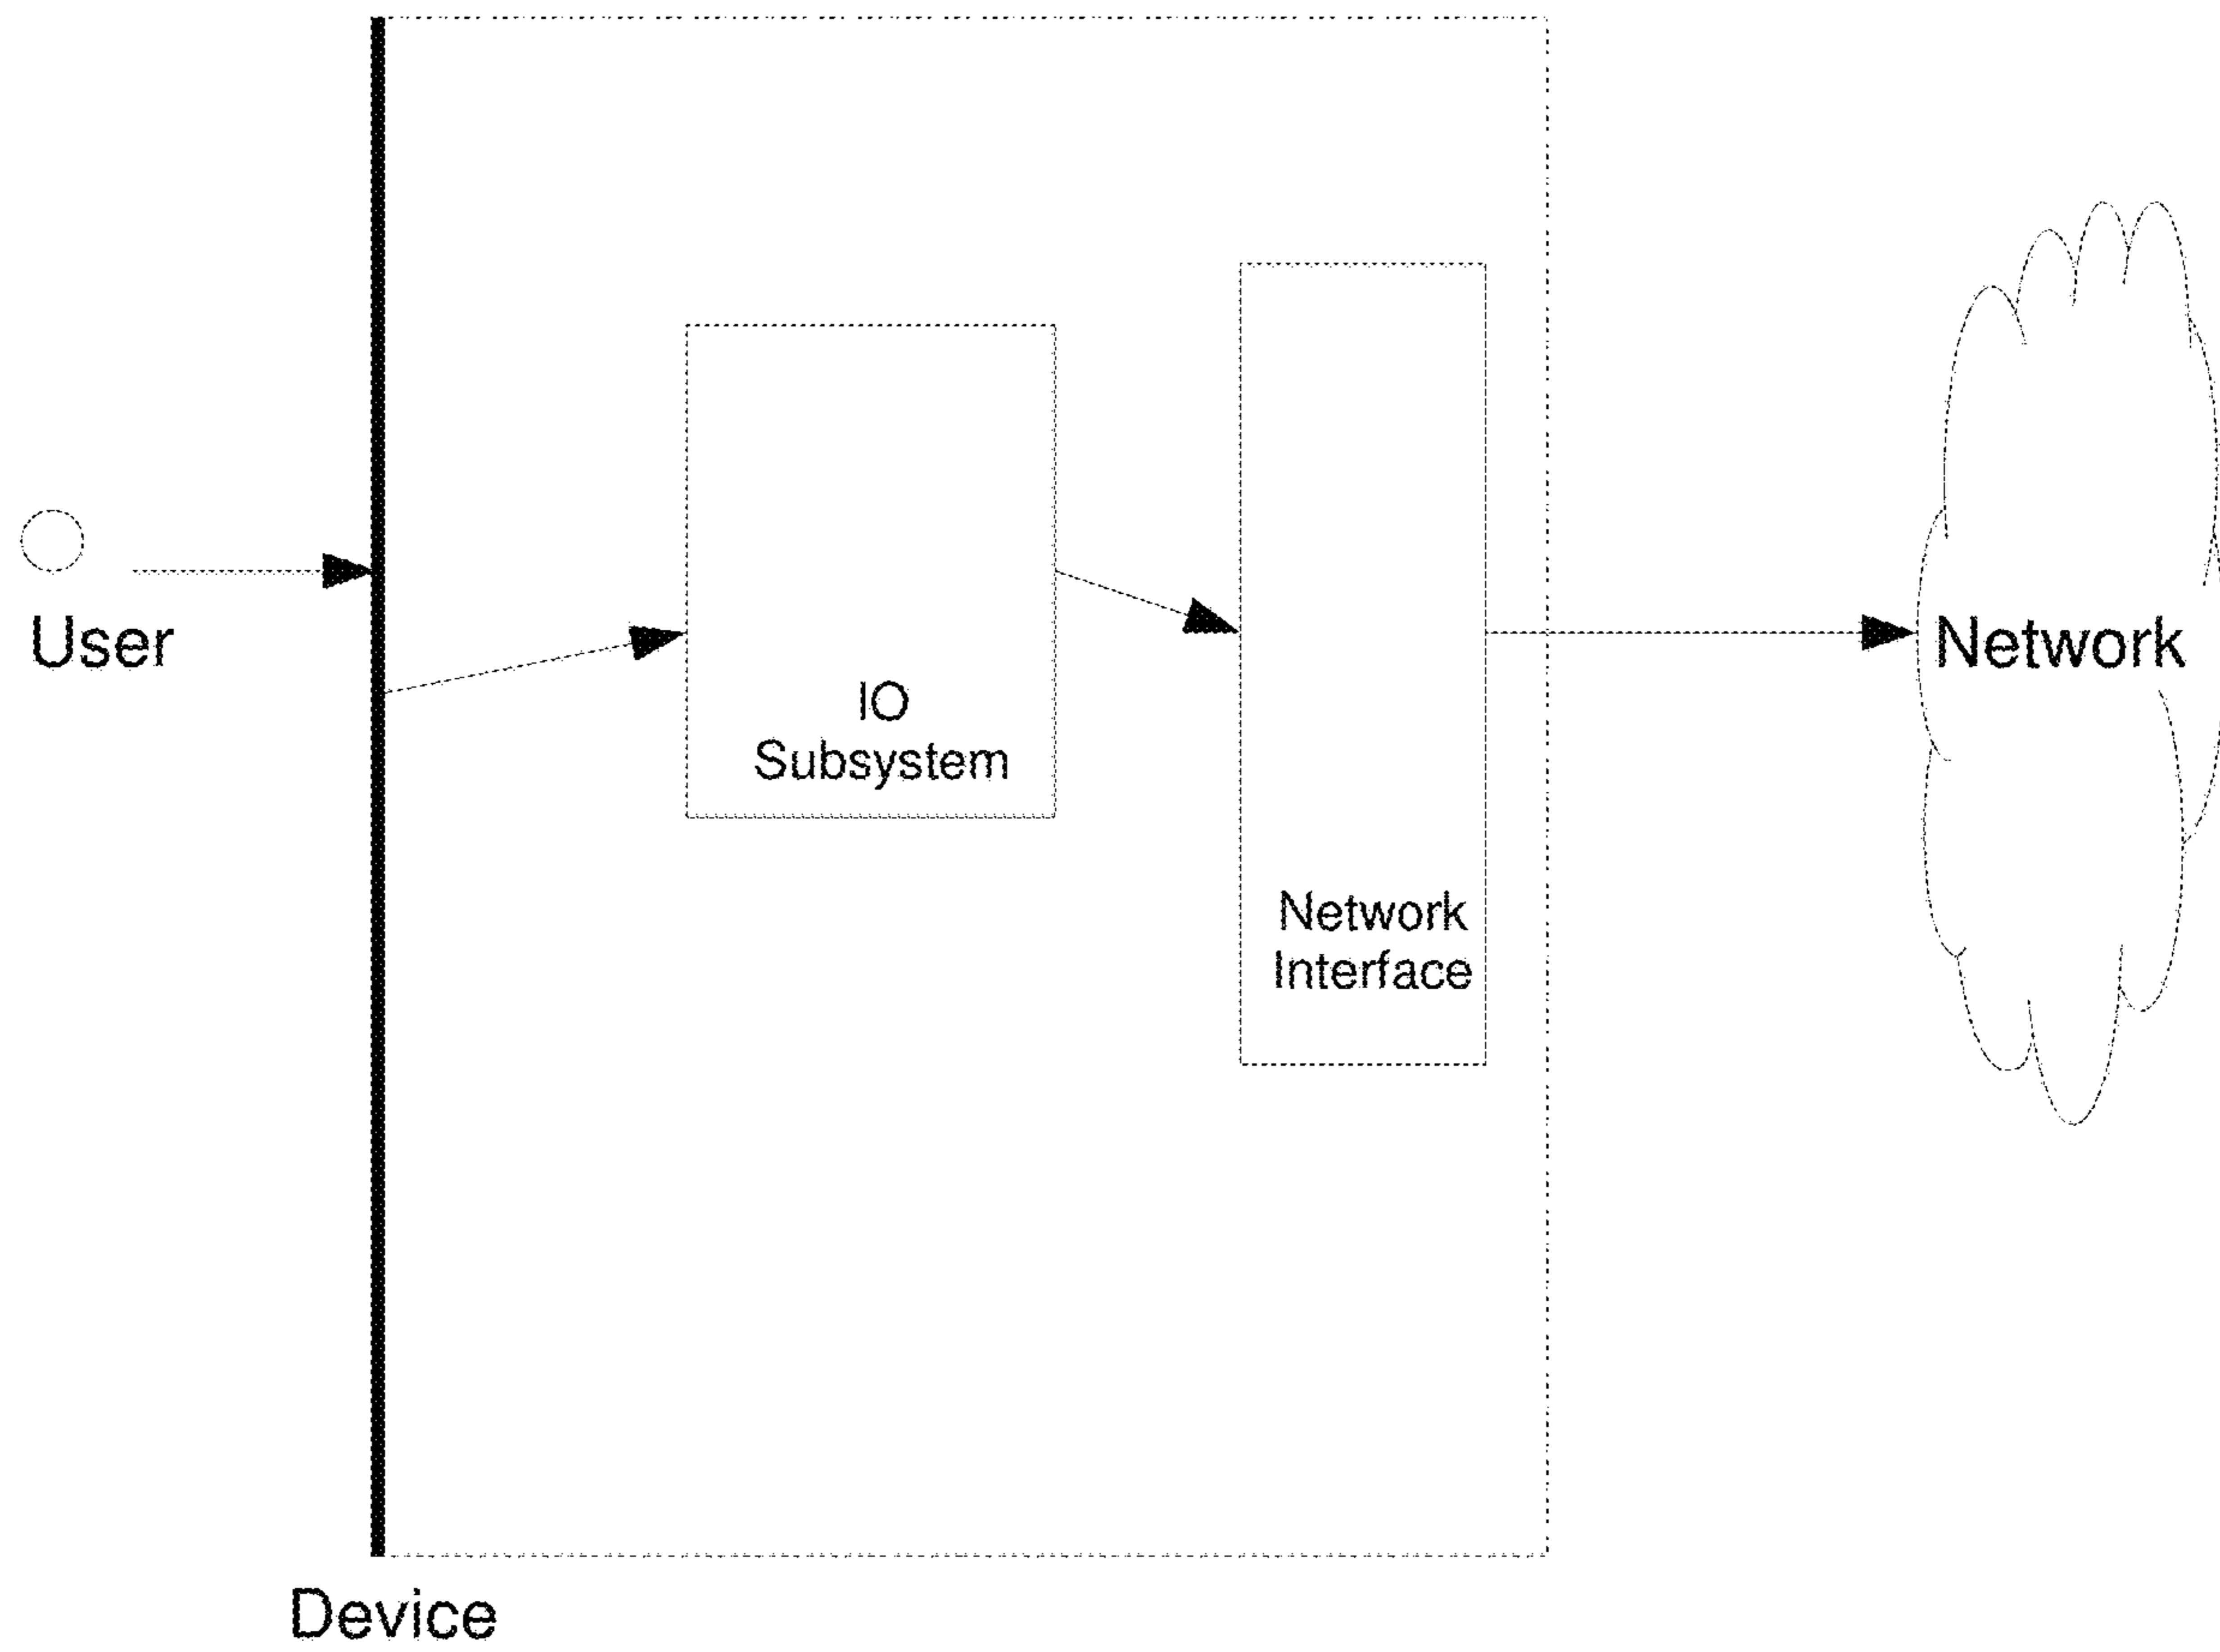 User
IO
Subsystem
Network
Interface
Network
Device